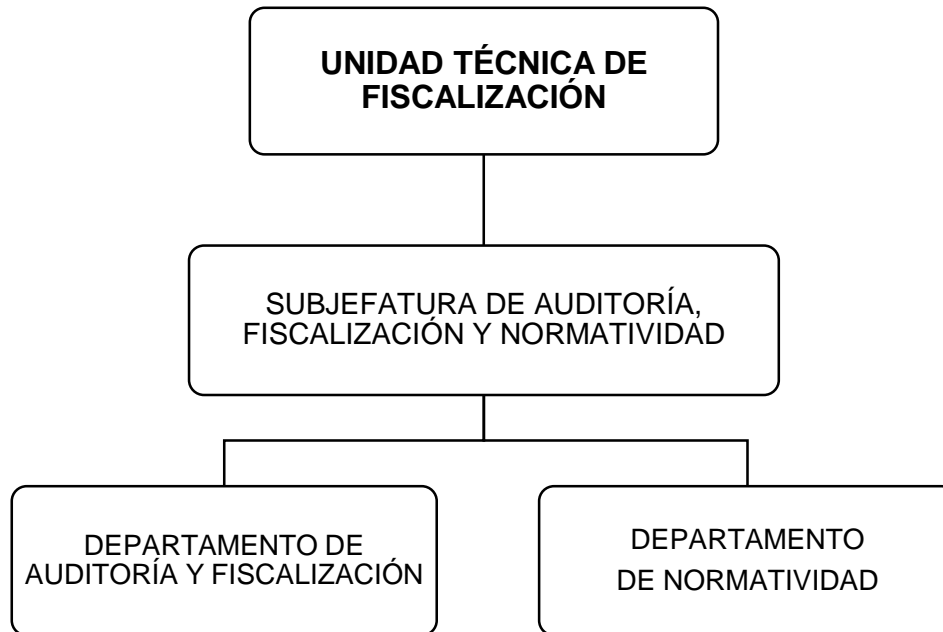 UNIDAD TÉCNICA DE
FISCALIZACIÓN
SUBJEFATURA DE AUDITORÍA,
FISCALIZACIÓN Y NORMATIVIDAD
DEPARTAMENTO DE
AUDITORÍA Y FISCALIZACIÓN
DEPARTAMENTO
DE NORMATIVIDAD